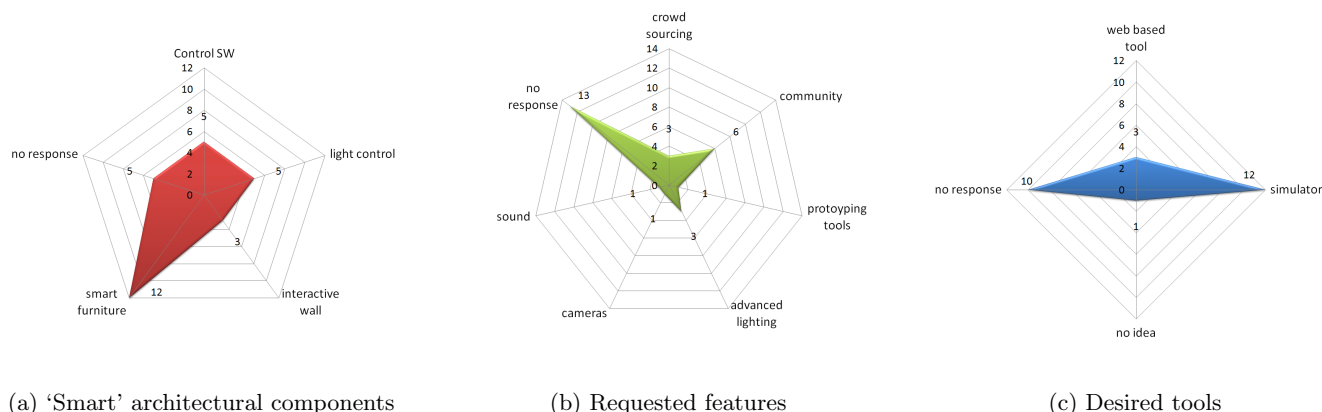 Control SW
12
10
8
5
6
4
2
0
no response
5
light control
5
3
smart
furniture
12
interactive
wall
(a) ‘Smart’ architectural components
crowd
sourcing
14
12
10
8
3
6
4
2
0
no
response
13
community
6
sound
1
1
protoyping
tools
1
3
cameras
advanced
lighting
(b) Requested features
web based
tool
12
10
8
3
6
4
2
0
no response
10
12
simulator
1
no idea
(c) Desired tools